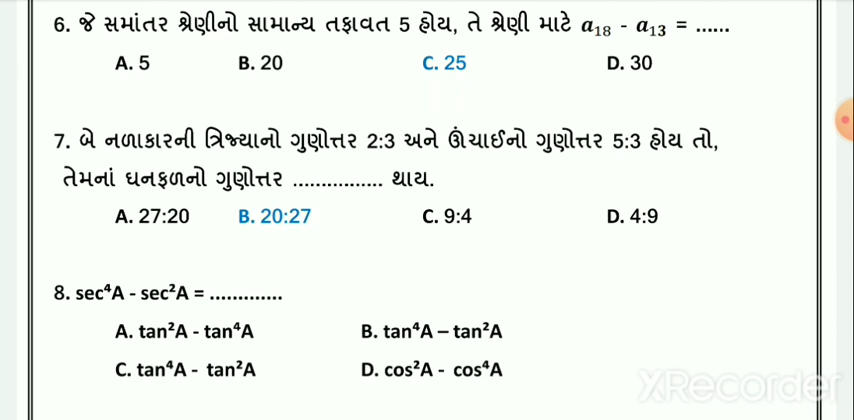 6. જે સમાંતર શ્રેણીનો સામાન્ય તફાવત 5 હોય, તે શ્રેણી માટે a₁₈ - a₁₃ = ......
A. 5 B. 20 C. 25 D. 30
7. બે નળાકારની ત્રિજ્યાનો ગુણોત્તર 2:3 અને ઊંચાઈનો ગુણોત્તર 5:3 હોય તો,
તેમનાં ઘનફળનો ગુણોત્તર ................ થાય.
A. 27:20 B. 20:27 C. 9:4 D. 4:9
8. sec⁴A - sec²A = .............
A. tan²A - tan⁴A B. tan⁴A – tan²A
C. tan⁴A - tan²A D. cos²A - cos⁴A
XRecorder